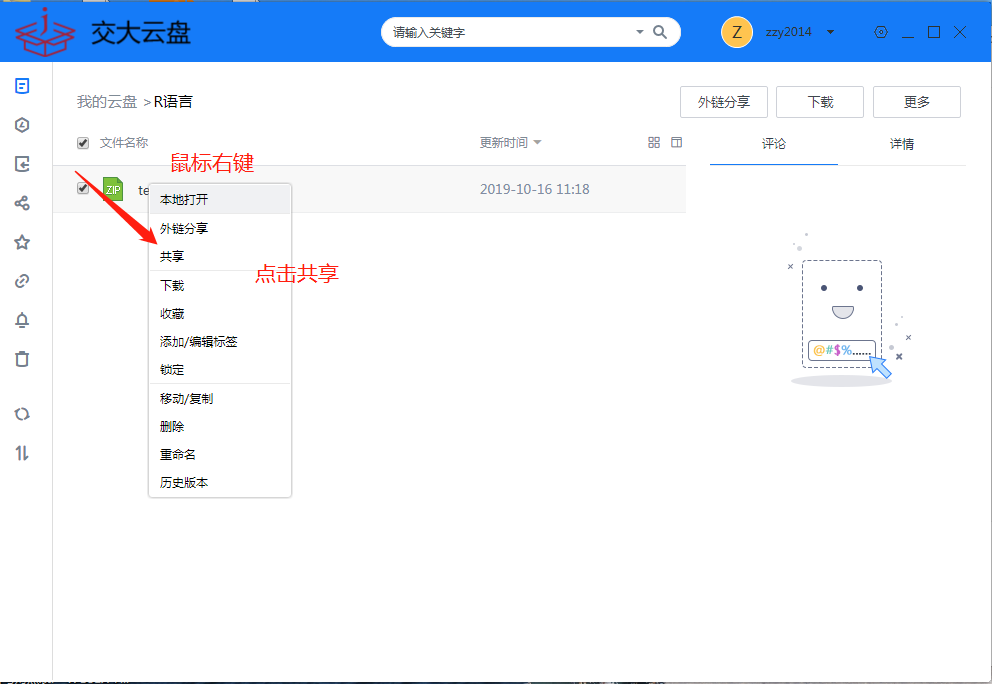 交大云盘
请输入关键字
Z
zzy2014
我的云盘 > R语言
外链分享
下载
更多
文件名称
更新时间
评论
详情
鼠标右键
ZIP
te
2019-10-16 11:18
本地打开
外链分享
共享
点击共享
下载
收藏
添加/编辑标签
锁定
移动/复制
删除
重命名
历史版本
@#$%......